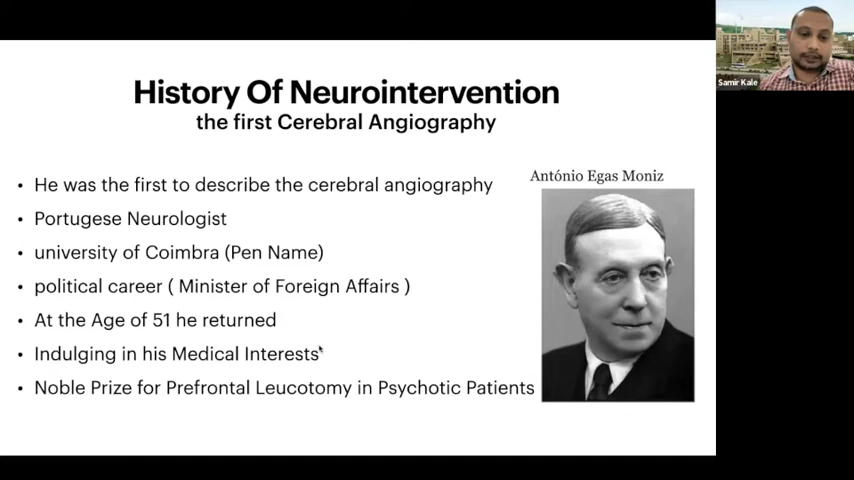 Samir Kale
History Of Neurointervention
the first Cerebral Angiography
António Egas Moniz
• He was the first to describe the cerebral angiography
• Portugese Neurologist
• university of Coimbra (Pen Name)
• political career ( Minister of Foreign Affairs )
• At the Age of 51 he returned
• Indulging in his Medical Interests
• Noble Prize for Prefrontal Leucotomy in Psychotic Patients